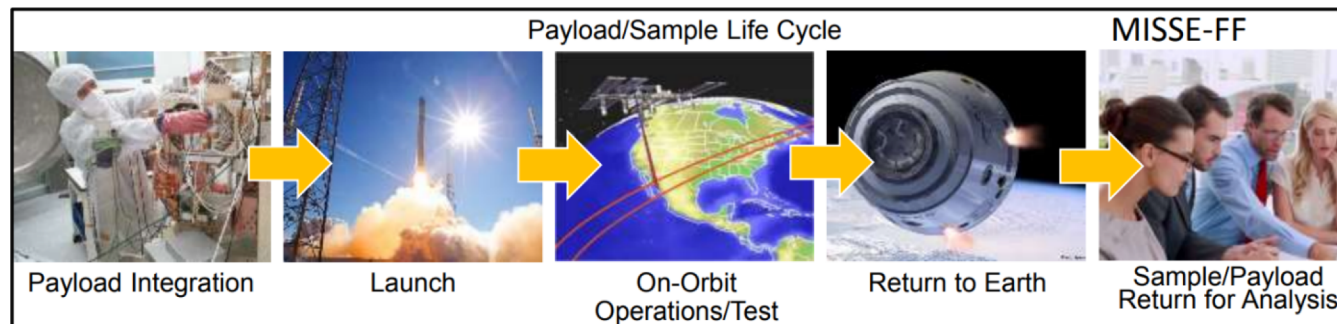 Payload/Sample Life Cycle
MISSE-FF
Payload Integration
Launch
On-Orbit
Operations/Test
Return to Earth
Sample/Payload
Return for Analysis